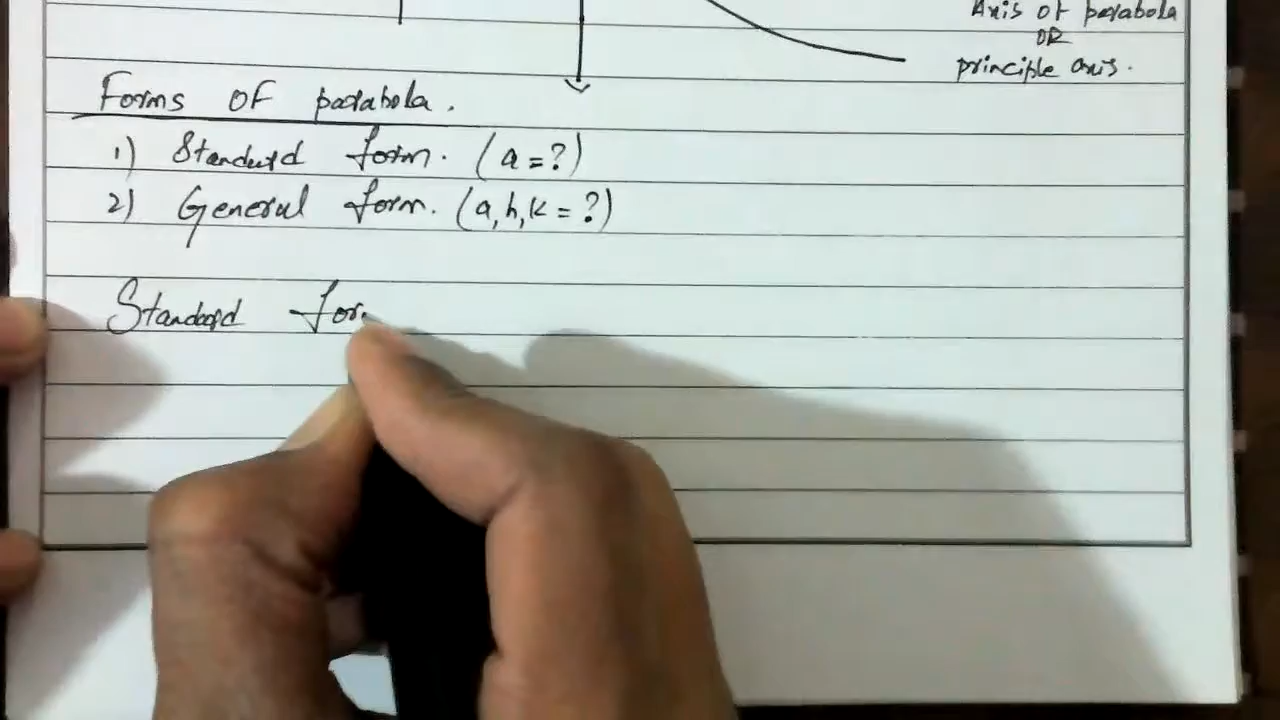 Axis of parabola
OR
principle axis.
Forms of parabola.
1) Standard form. (a=?)
2) General form. (a,h,k=?)
Standard for